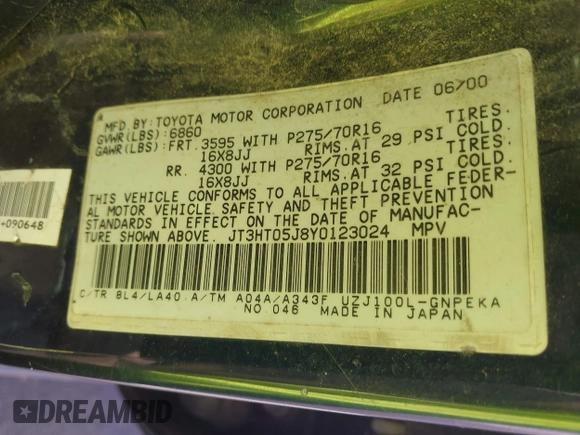 MFD.BY:TOYOTA MOTOR CORPORATION DATE 06/00
GVWR(LBS):6860
GAWR(LBS):FRT.3595 WITH P275/70R16 TIRES.
16X8JJ RIMS.AT 29 PSI COLD.
RR. 4300 WITH P275/70R16 TIRES.
16X8JJ RIMS.AT 32 PSI COLD.
THIS VEHICLE CONFORMS TO ALL APPLICABLE FEDER-
AL MOTOR VEHICLE SAFETY AND THEFT PREVENTION
STANDARDS IN EFFECT ON THE DATE OF MANUFAC-
TURE SHOWN ABOVE. JT3HT05J8Y0123024 MPV
C/TR 8L4/LA40 A/TM A04A/A343F UZJ100L-GNPEKA
NO.046 MADE IN JAPAN
+090648
DREAMBID